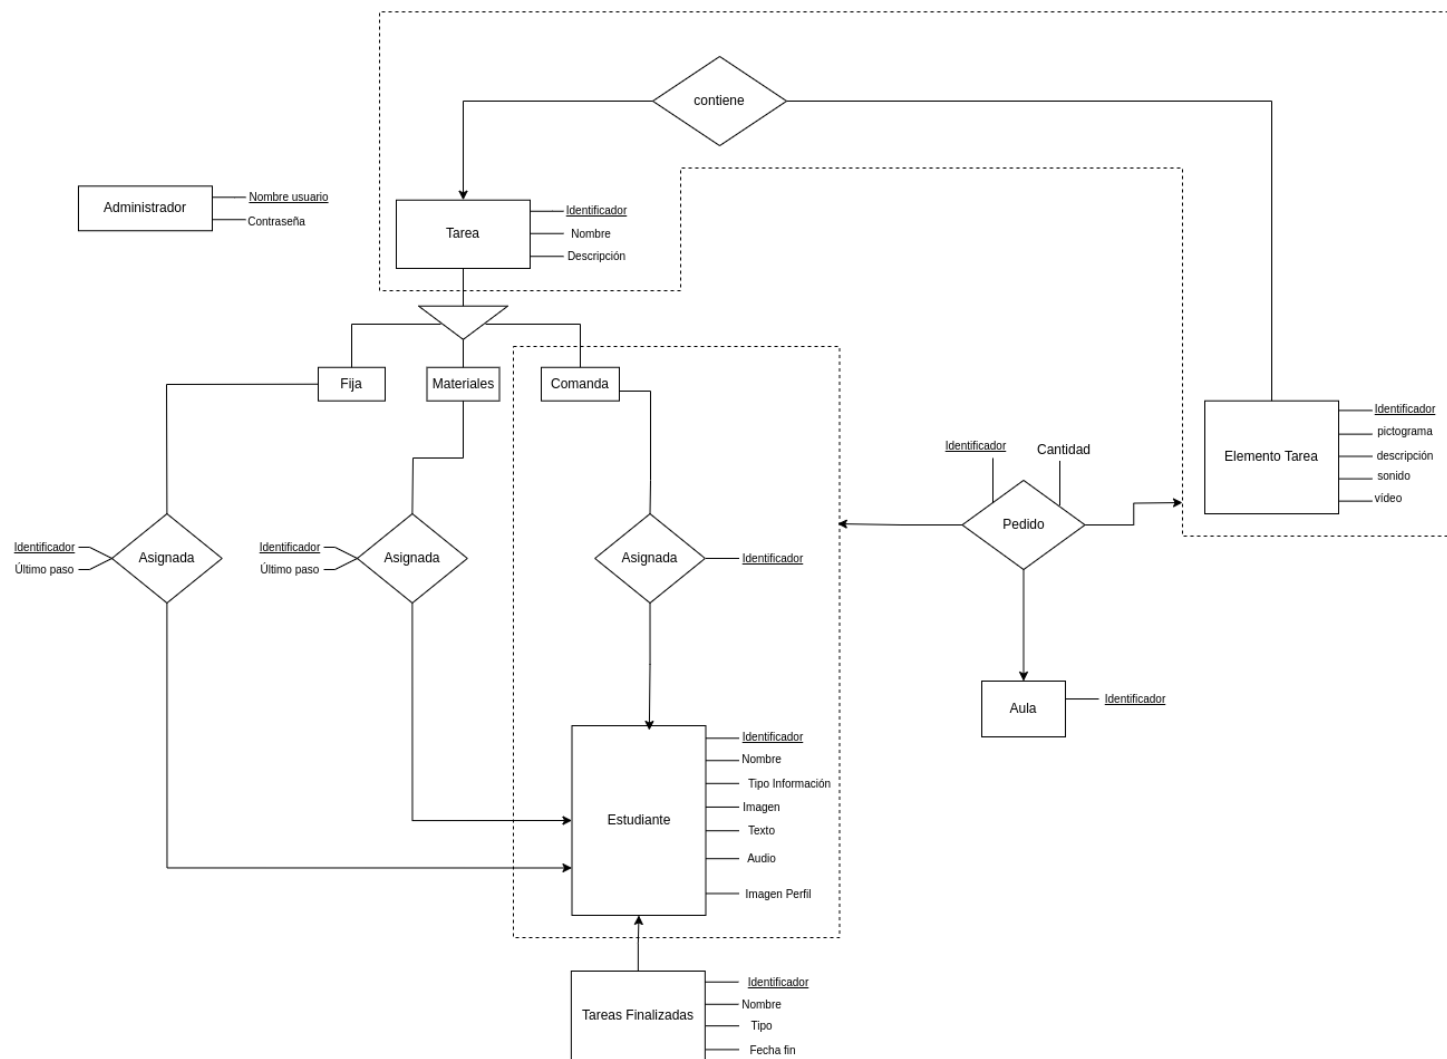 contiene
Administrador
Nombre usuario
Contraseña
Tarea
Identificador
Nombre
Descripción
Fija
Materiales
Comanda
Identificador
Cantidad
Pedido
Elemento Tarea
Identificador
pictograma
descripción
sonido
vídeo
Identificador
Último paso
Asignada
Identificador
Último paso
Asignada
Asignada
Identificador
Aula
Identificador
Estudiante
Identificador
Nombre
Tipo Información
Imagen
Texto
Audio
Imagen Perfil
Tareas Finalizadas
Identificador
Nombre
Tipo
Fecha fin